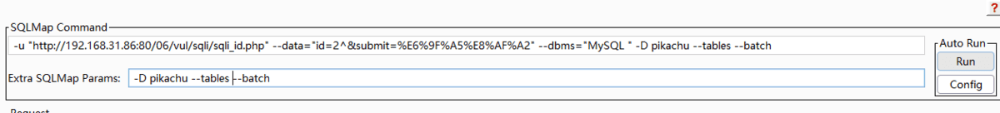 ?
SQLMap Command
-u "http://192.168.31.86:80/06/vul/sqli/sqli_id.php" --data="id=2^&submit=%E6%9F%A5%E8%AF%A2" --dbms="MySQL " -D pikachu --tables --batch
Auto Run
Run
Extra SQLMap Params:
-D pikachu --tables --batch
Config
Request